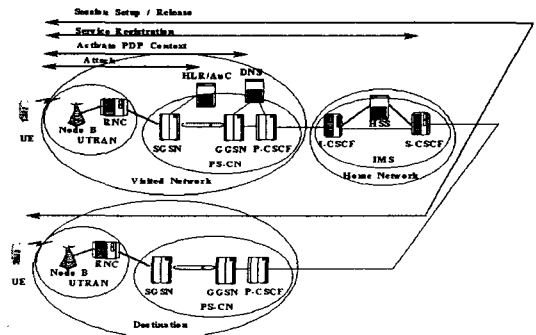 Session Setup / Release
Service Registration
Activate PDP Context
Attach
HLR/AuC DNS
RNC
UE
Node B
UTRAN
SGSN
GGSN P-CSCF
I-CSCF
HSS
S-CSCF
PS-CN
IMS
Visited Network
Home Network
RNC
Node B
UE
UTRAN
SGSN
GGSN
P-CSCF
PS-CN
Destination